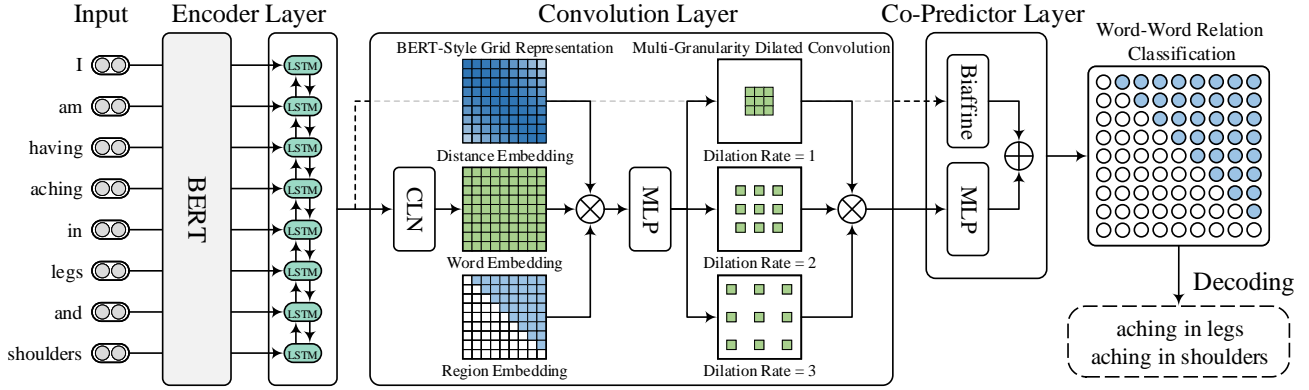 Input
Encoder Layer
Convolution Layer
Co-Predictor Layer
Word-Word Relation
Classification
BERT-Style Grid Representation
Multi-Granularity Dilated Convolution
I
am
having
aching
in
legs
and
shoulders
BERT
LSTM
LSTM
LSTM
LSTM
LSTM
LSTM
LSTM
LSTM
CLN
Distance Embedding
Word Embedding
Region Embedding
MLP
Dilation Rate = 1
Dilation Rate = 2
Dilation Rate = 3
Biaffine
MLP
Decoding
aching in legs
aching in shoulders